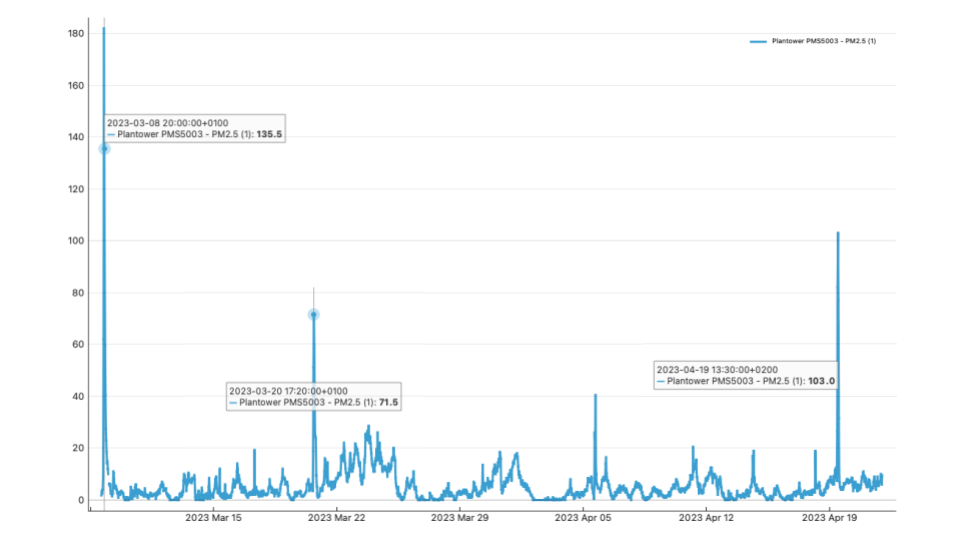 180
Plantower PMS5003 - PM2.5 (1)
160
2023-03-08 20:00:00+0100
Plantower PMS5003 - PM2.5 (1): 135.5
140
120
100
80
60
2023-04-19 13:30:00+0200
Plantower PMS5003 - PM2.5 (1): 103.0
2023-03-20 17:20:00+0100
Plantower PMS5003 - PM2.5 (1): 71.5
40
20
0
2023 Mar 15 2023 Mar 22 2023 Mar 29 2023 Apr 05 2023 Apr 12 2023 Apr 19